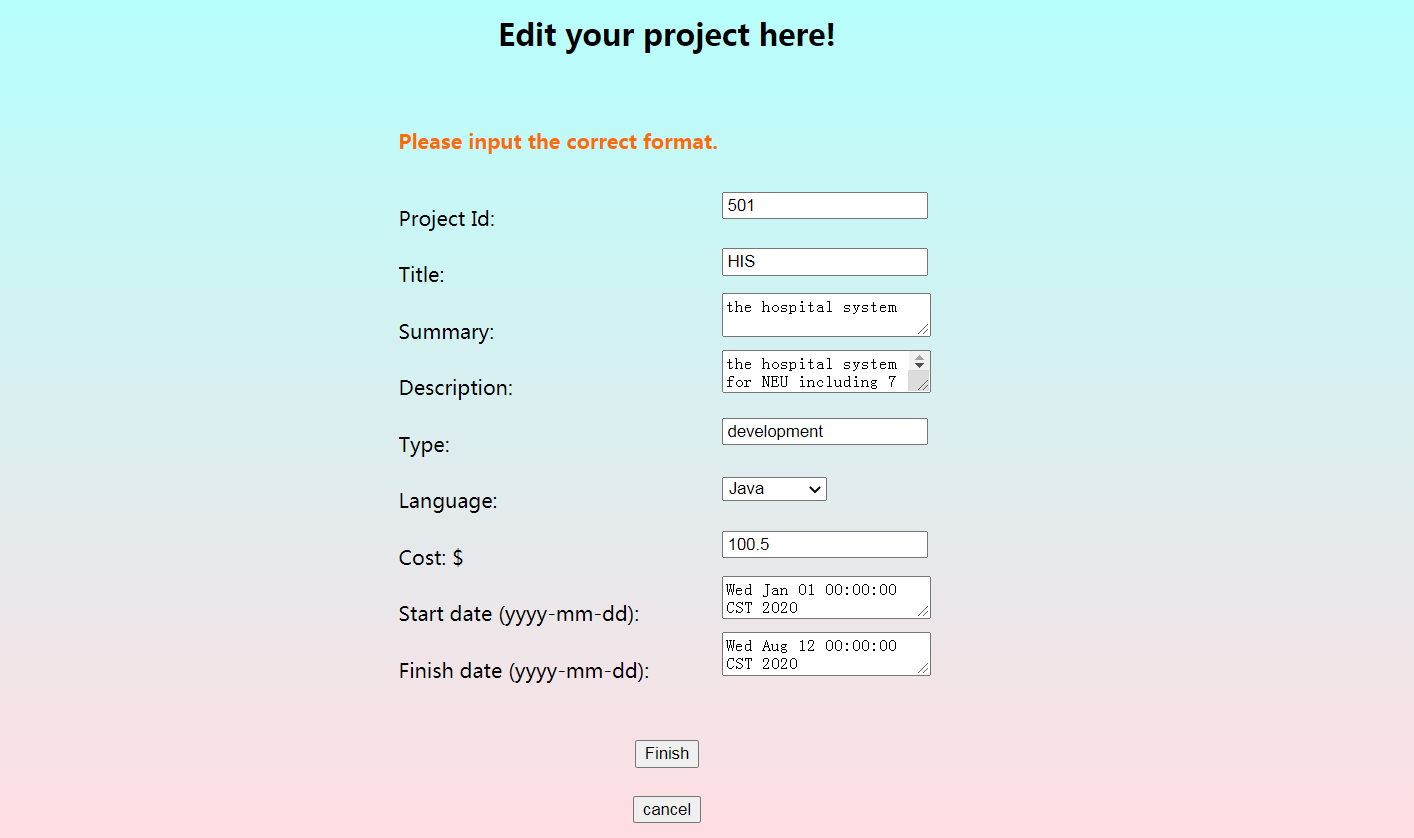 Edit your project here!
Please input the correct format.
Project Id: 501
Title: HIS
Summary: the hospital system
Description: the hospital system
for NEU including 7
Type: development
Language: Java
Cost: $ 100.5
Start date (yyyy-mm-dd): Wed Jan 01 00:00:00
CST 2020
Finish date (yyyy-mm-dd): Wed Aug 12 00:00:00
CST 2020
Finish
cancel